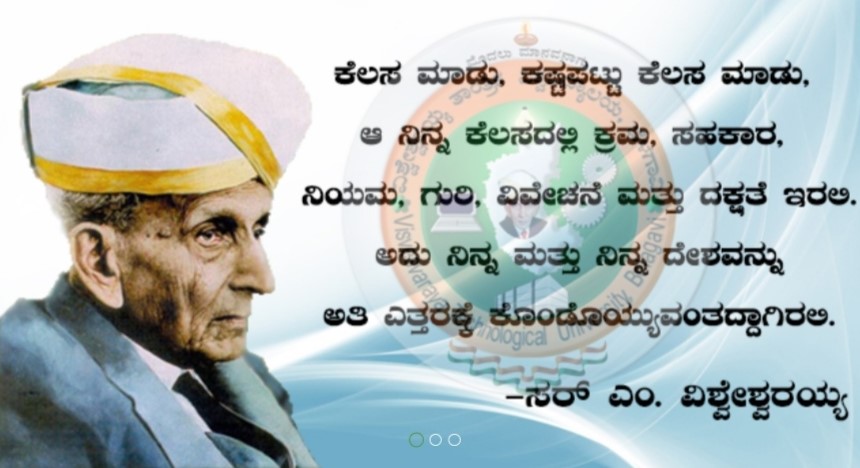 ಕೆಲಸ ಮಾಡು, ಕಷ್ಟಪಟ್ಟು ಕೆಲಸ ಮಾಡು,
ಆ ನಿನ್ನ ಕೆಲಸದಲ್ಲಿ ಕ್ರಮ, ಸಹಕಾರ,
ನಿಯಮ, ಗುರಿ, ವಿವೇಚನೆ ಮತ್ತು ದಕ್ಷತೆ ಇರಲಿ.
ಅದು ನಿನ್ನ ಮತ್ತು ನಿನ್ನ ದೇಶವನ್ನು
ಅತಿ ಎತ್ತರಕ್ಕೆ ಕೊಂಡೊಯ್ಯುವಂತದ್ದಾಗಿರಲಿ.
–ಸರ್ ಎಂ. ವಿಶ್ವೇಶ್ವರಯ್ಯ
University